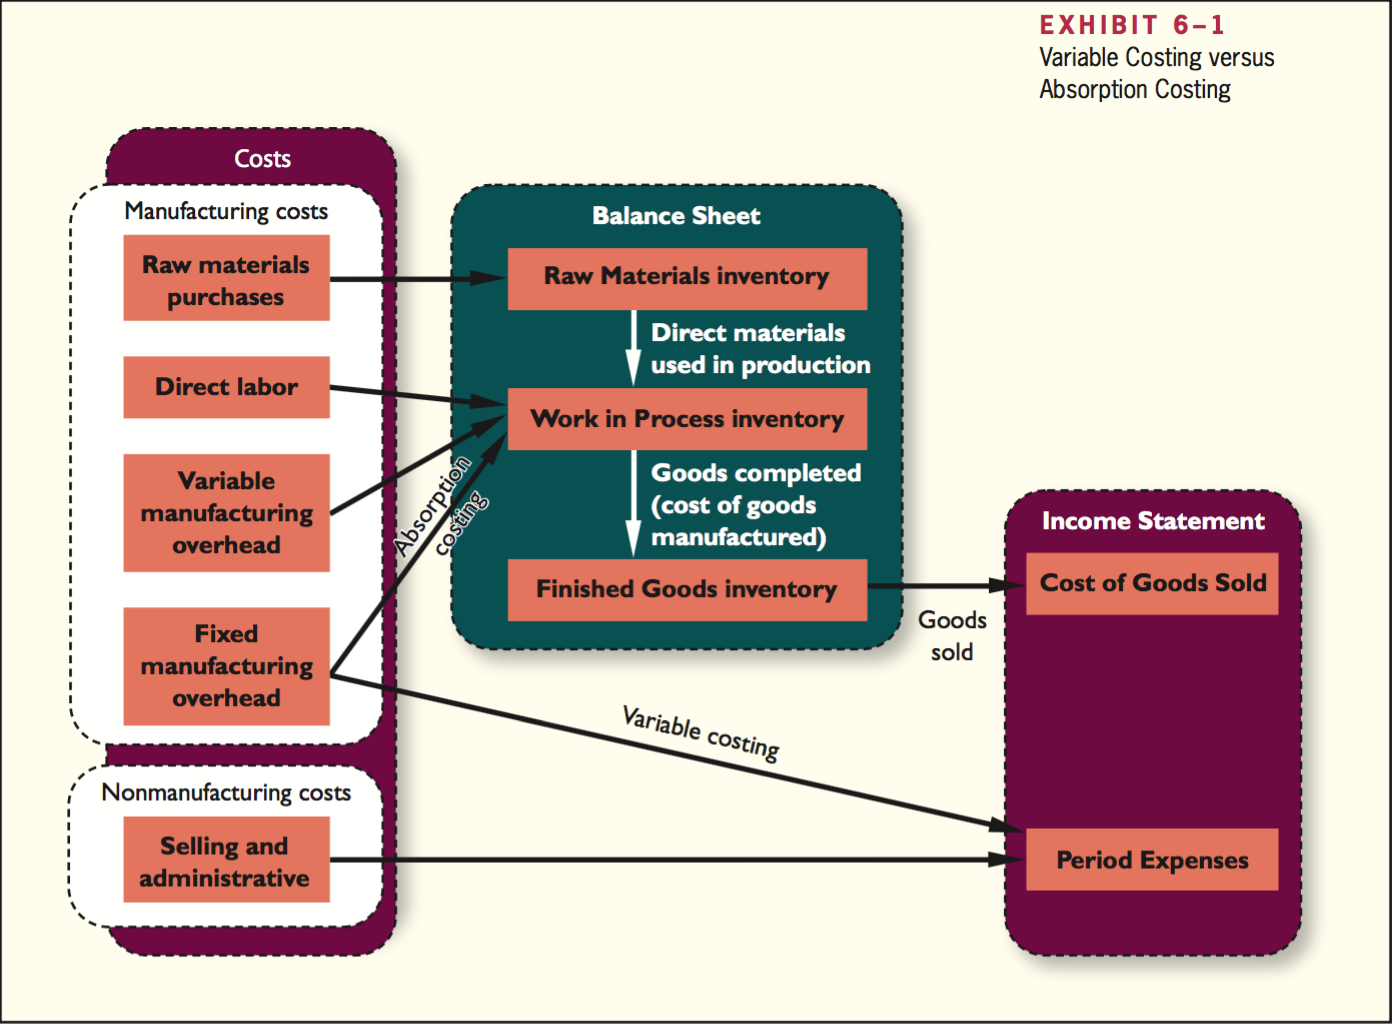 EXHIBIT 6–1
Variable Costing versus
Absorption Costing
Costs
Manufacturing costs
Raw materials
purchases
Direct labor
Variable
manufacturing
overhead
Fixed
manufacturing
overhead
Nonmanufacturing costs
Selling and
administrative
Absorption
costing
Variable costing
Balance Sheet
Raw Materials inventory
Direct materials
used in production
Work in Process inventory
Goods completed
(cost of goods
manufactured)
Finished Goods inventory
Goods
sold
Income Statement
Cost of Goods Sold
Period Expenses